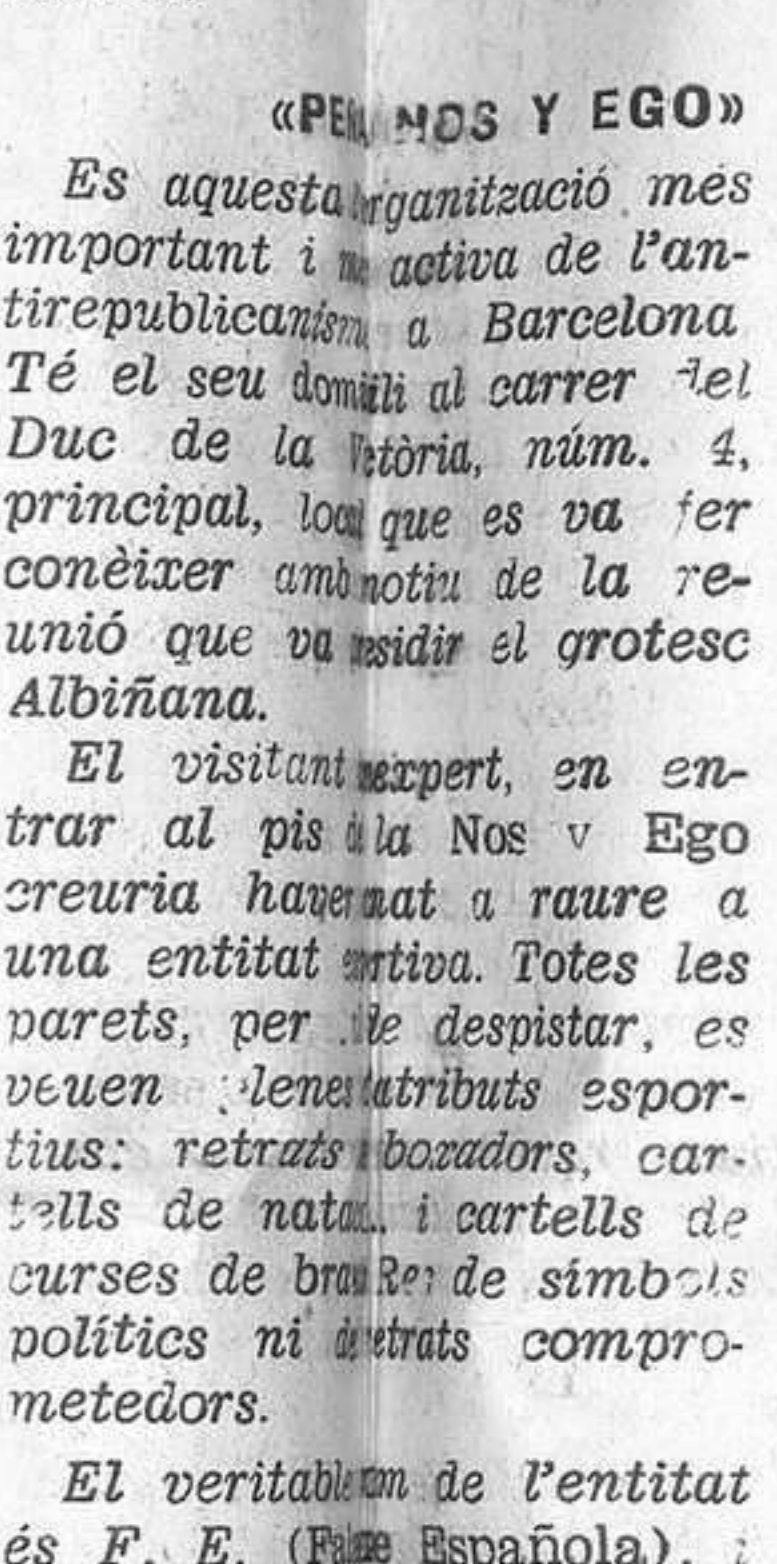 «PEÑA NOS Y EGO»
Es aquesta organització més
important i més activa de l'an-
tirepublicanisme a Barcelona
Té el seu domicili al carrer del
Duc de la Victòria, núm. 4,
principal, local que es va fer
conèixer amb motiu de la re-
unió que va presidir el grotesc
Albiñana.
El visitant inexpert, en en-
trar al pis de la Nos y Ego
creuria haver anat a raure a
una entitat esportiva. Totes les
parets, per despistar, es
veuen plenes d'atributs espor-
tius: retrats de boxadors, car-
tells de i cartells de
curses de braus. Res de símbols
polítics ni de retrats compro-
metedors.
El veritable nom de l'entitat
és F. E. (Falange Española)